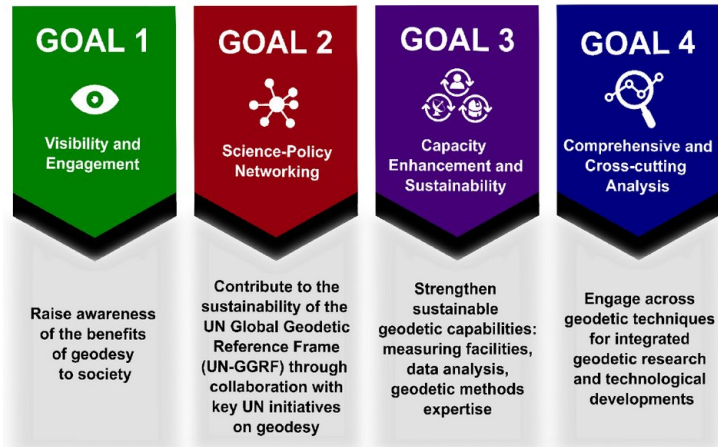 GOAL 1
Visibility and
Engagement
Raise awareness
of the benefits
of geodesy
to society
GOAL 2
Science-Policy
Networking
Contribute to the
sustainability of the
UN Global Geodetic
Reference Frame
(UN-GGRF) through
collaboration with
key UN initiatives
on geodesy
GOAL 3
Capacity
Enhancement and
Sustainability
Strengthen
sustainable
geodetic capabilities:
measuring facilities,
data analysis,
geodetic methods
expertise
GOAL 4
Comprehensive and
Cross-cutting
Analysis
Engage across
geodetic techniques
for integrated
geodetic research
and technological
developments